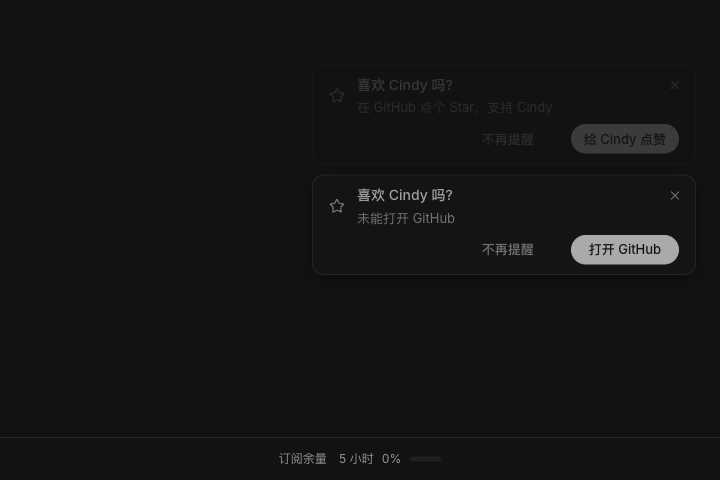 喜欢 Cindy 吗?
在 GitHub 点个 Star，支持 Cindy
不再提醒 给 Cindy 点赞
喜欢 Cindy 吗?
未能打开 GitHub
不再提醒 打开 GitHub
订阅余量 5 小时 0%